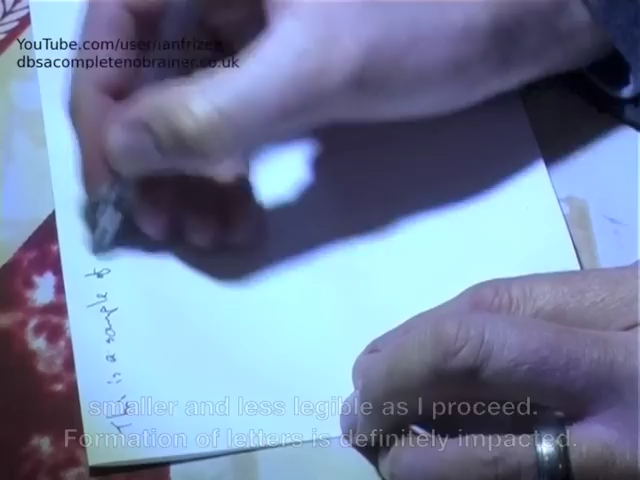 YouTube.com/user/ianfrizell
dbsacompletenobrainer.co.uk
This is a sample
smaller and less legible as I proceed.
Formation of letters is definitely impacted.